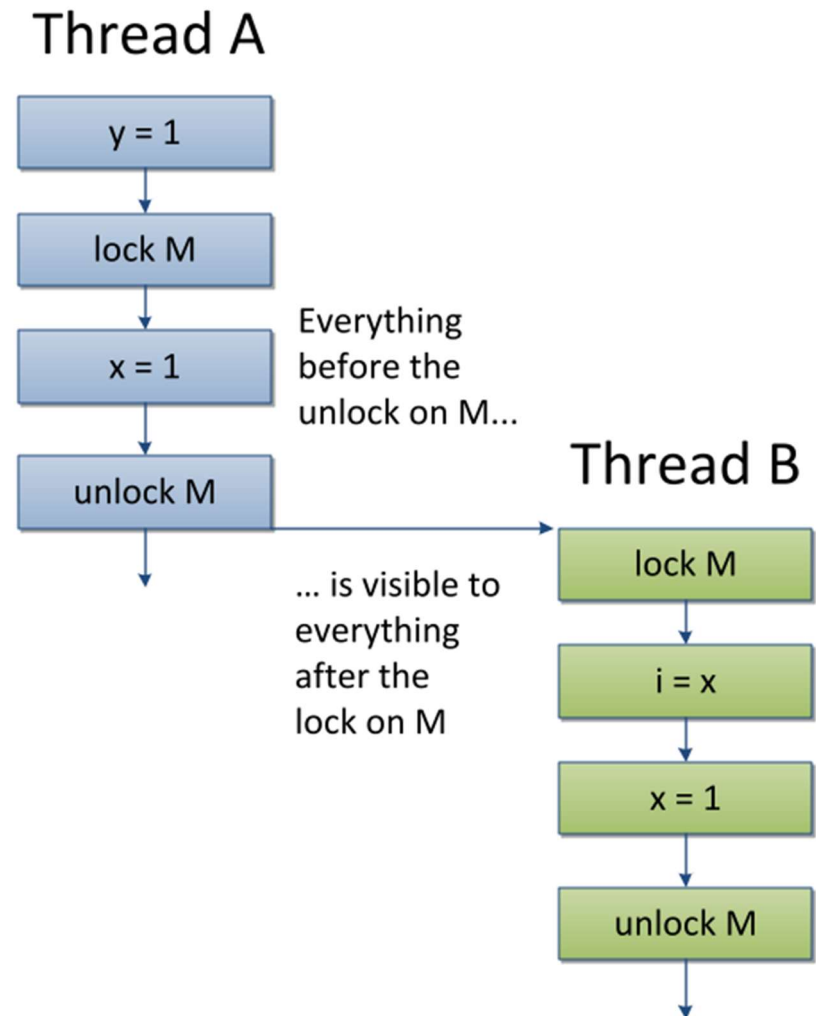 Thread A
y = 1
lock M
x = 1
Everything
before the
unlock on M...
unlock M
Thread B
lock M
... is visible to
everything
after the
lock on M
i = x
x = 1
unlock M